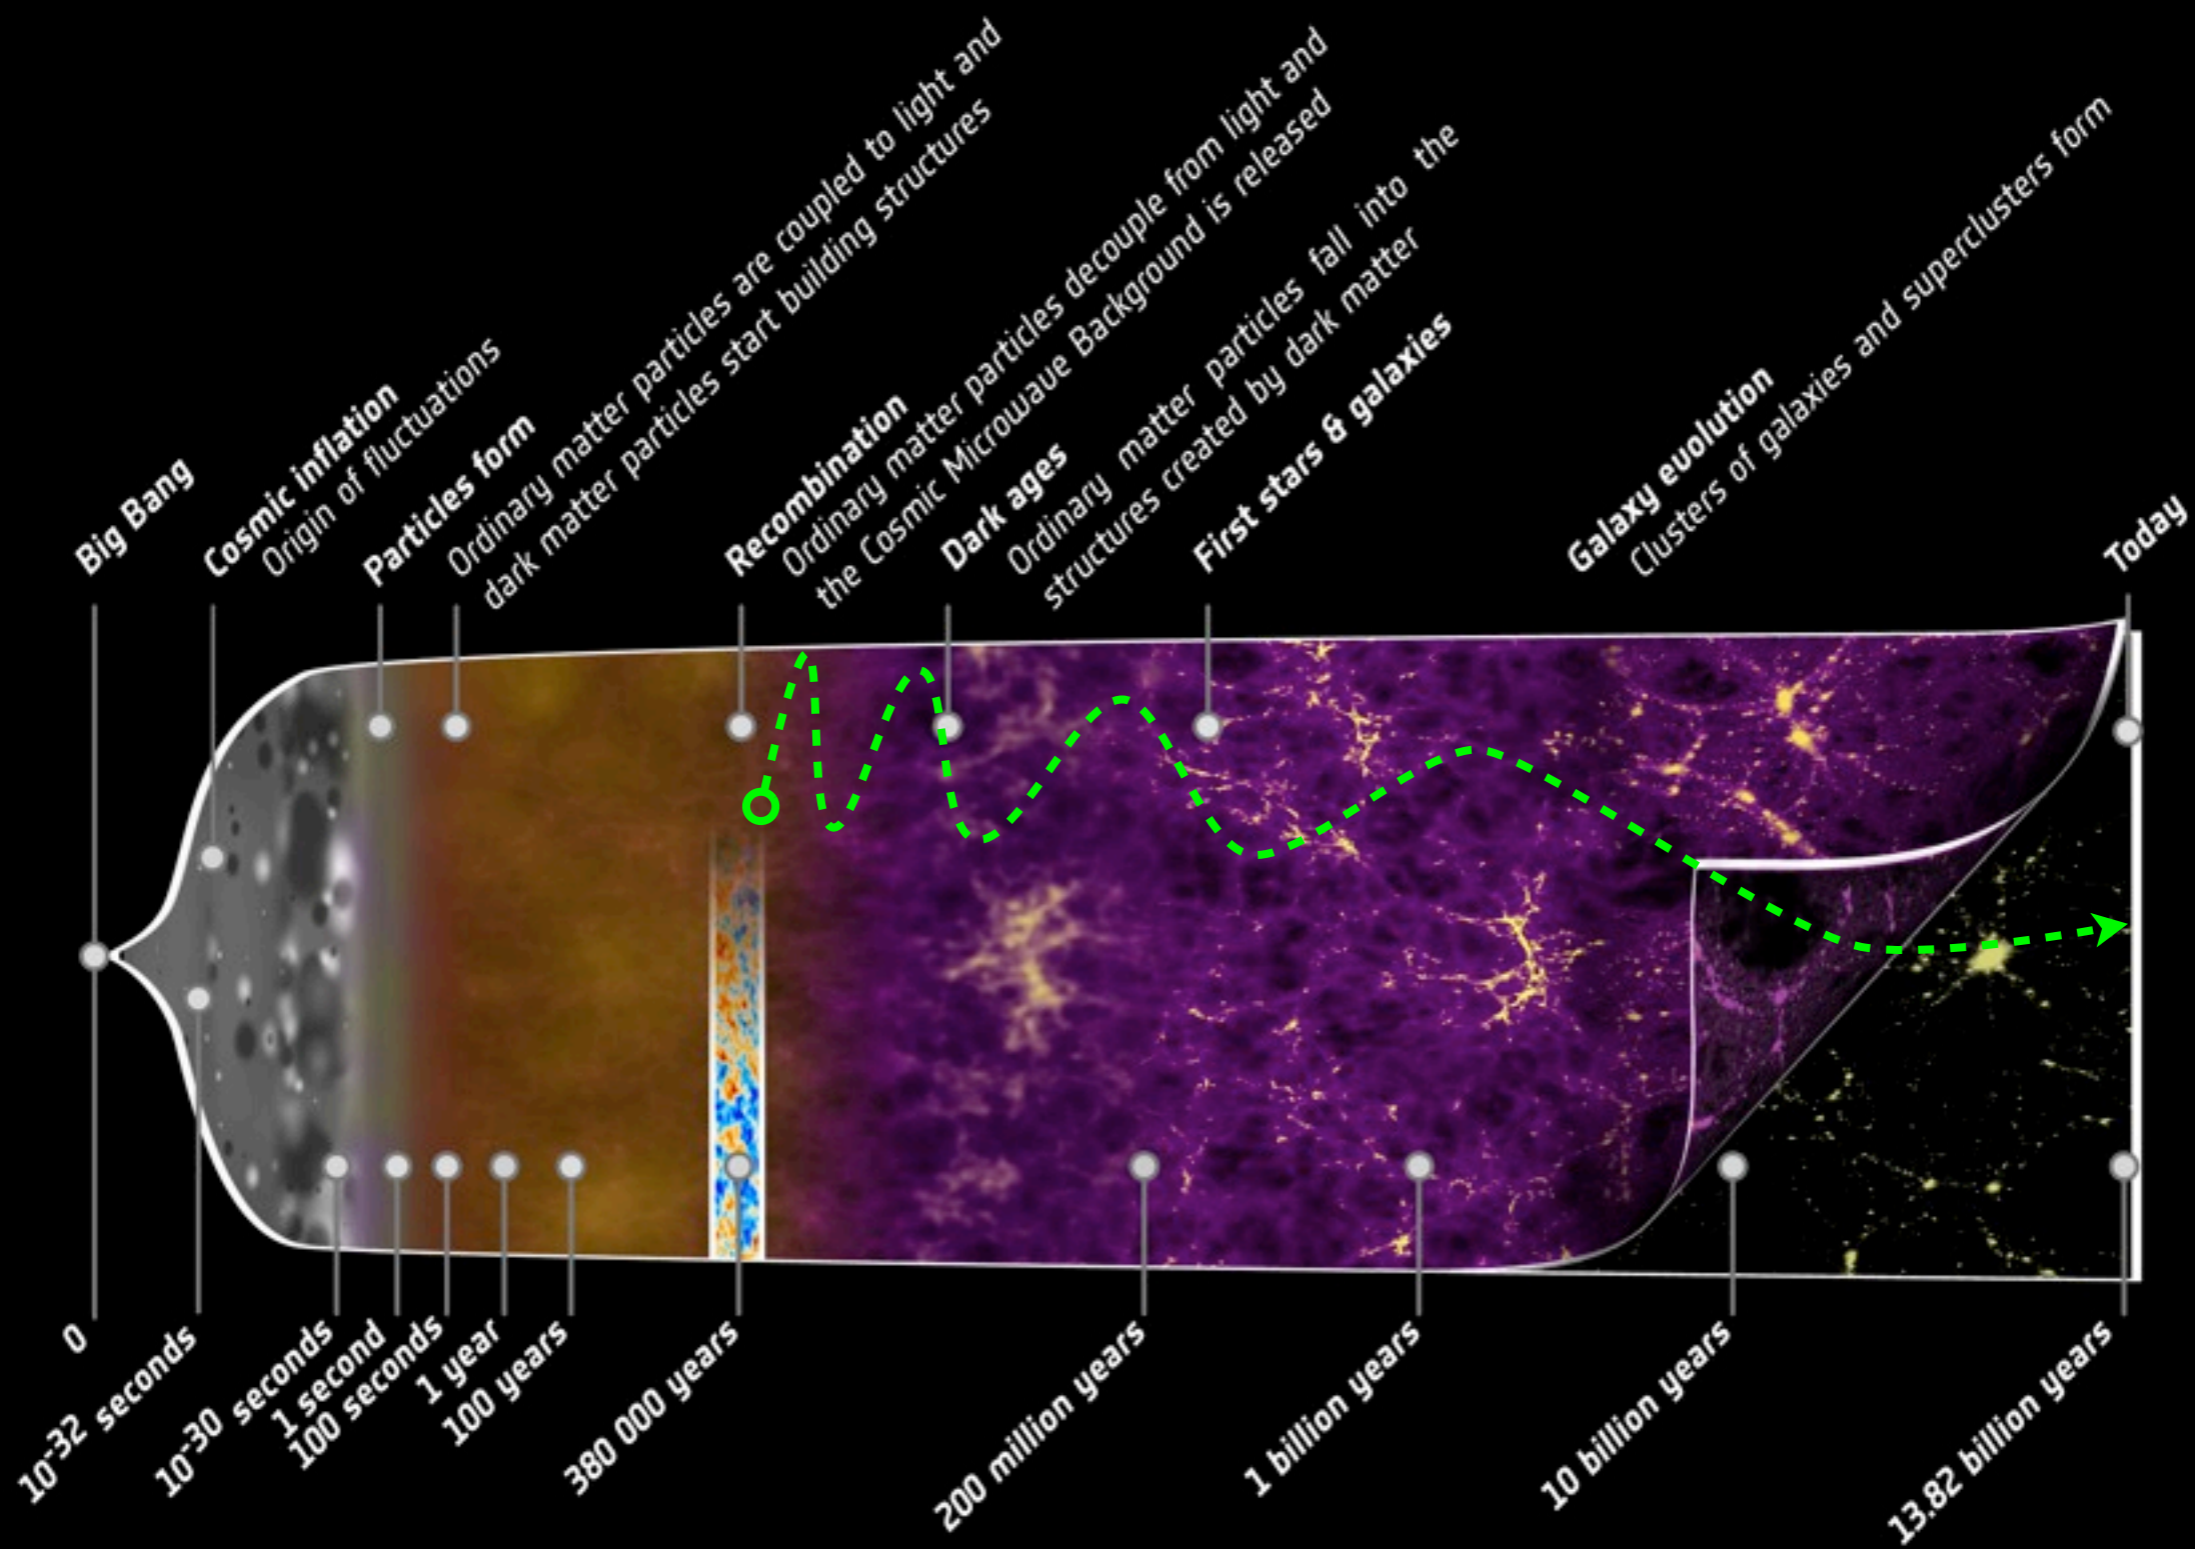 Big Bang
Cosmic inflation
Origin of fluctuations
Particles form
Ordinary matter particles are coupled to light and
dark matter particles start building structures
Recombination
Ordinary matter particles decouple from light and
the Cosmic Microwave Background is released
Dark ages
Ordinary matter particles fall into the
structures created by dark matter
First stars & galaxies
Galaxy evolution
Clusters of galaxies and superclusters form
Today
0
10-32 seconds
10-30 seconds
1 second
100 seconds
1 year
100 years
380 000 years
200 million years
1 billion years
10 billion years
13.82 billion years